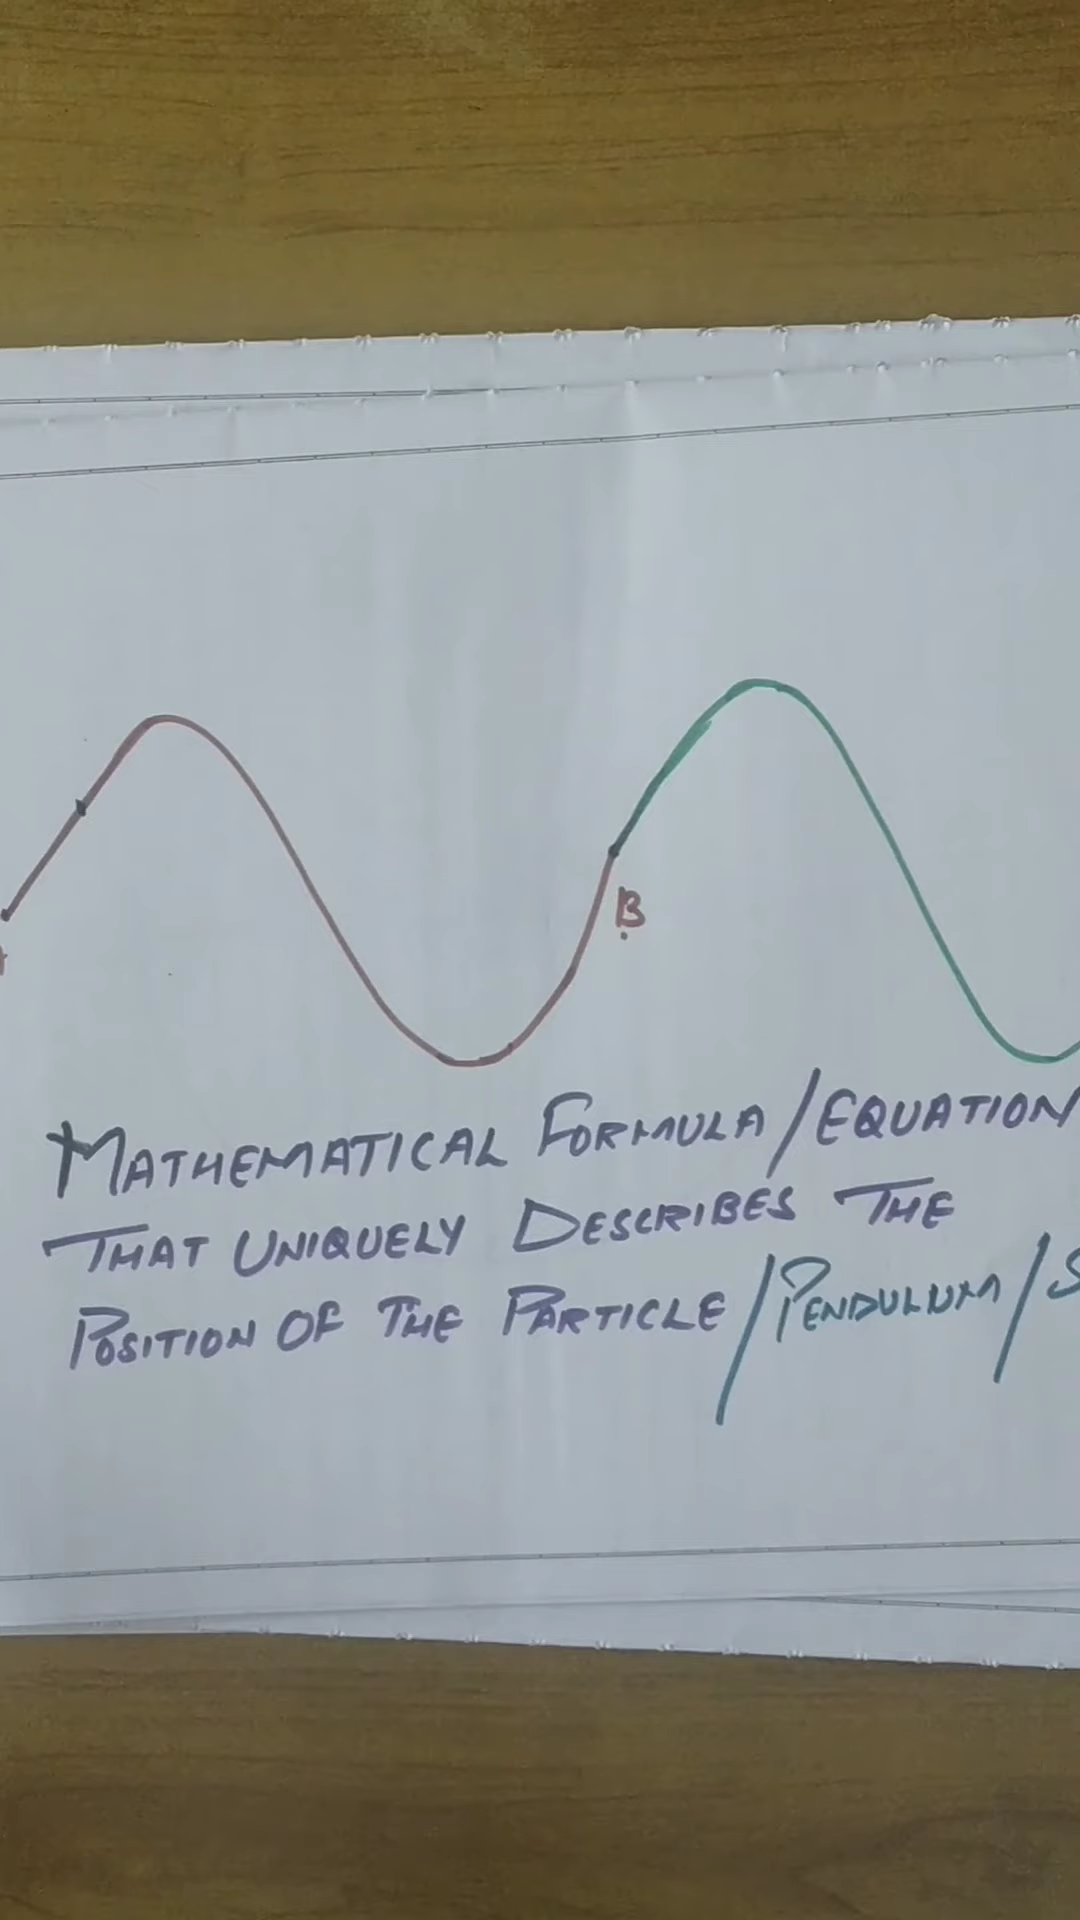 B
MATHEMATICAL FORMULA/EQUATION
THAT UNIQUELY DESCRIBES THE
POSITION OF THE PARTICLE/PENDULUM/S